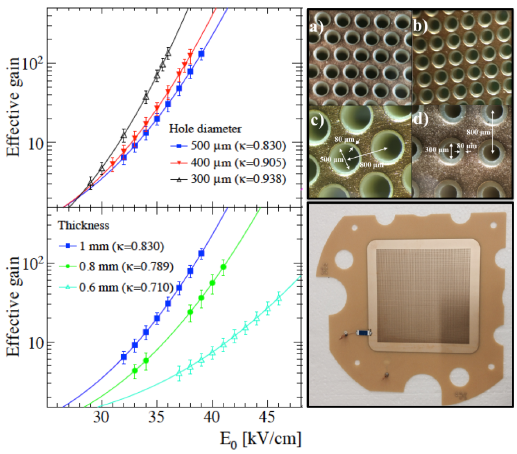 Effective gain
10²
10
Hole diameter
500 µm (κ=0.830)
400 µm (κ=0.905)
300 µm (κ=0.938)
Effective gain
10²
10
Thickness
1 mm (κ=0.830)
0.8 mm (κ=0.789)
0.6 mm (κ=0.710)
30 35 40 45
E₀ [kV/cm]
a)
b)
c)
80 µm
500 µm
800 µm
d)
800 µm
300 µm
80 µm